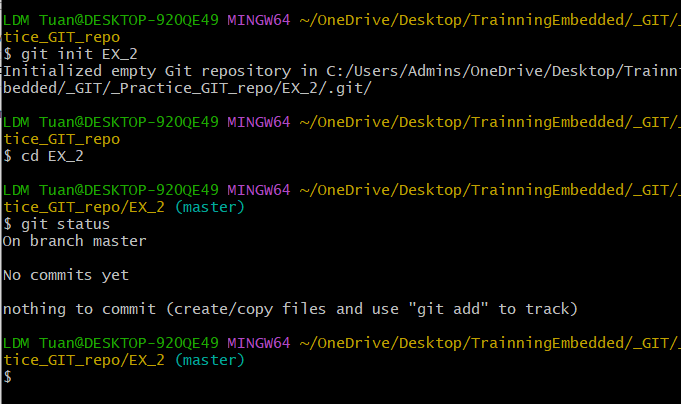 LDM Tuan@DESKTOP-920QE49 MINGW64 ~/OneDrive/Desktop/TrainningEmbedded/_GIT/_
tice_GIT_repo
$ git init EX_2
Initialized empty Git repository in C:/Users/Admins/OneDrive/Desktop/Trainn
bedded/_GIT/_Practice_GIT_repo/EX_2/.git/
LDM Tuan@DESKTOP-920QE49 MINGW64 ~/OneDrive/Desktop/TrainningEmbedded/_GIT/_
tice_GIT_repo
$ cd EX_2
LDM Tuan@DESKTOP-920QE49 MINGW64 ~/OneDrive/Desktop/TrainningEmbedded/_GIT/_
tice_GIT_repo/EX_2 (master)
$ git status
On branch master
No commits yet
nothing to commit (create/copy files and use "git add" to track)
LDM Tuan@DESKTOP-920QE49 MINGW64 ~/OneDrive/Desktop/TrainningEmbedded/_GIT/_
tice_GIT_repo/EX_2 (master)
$